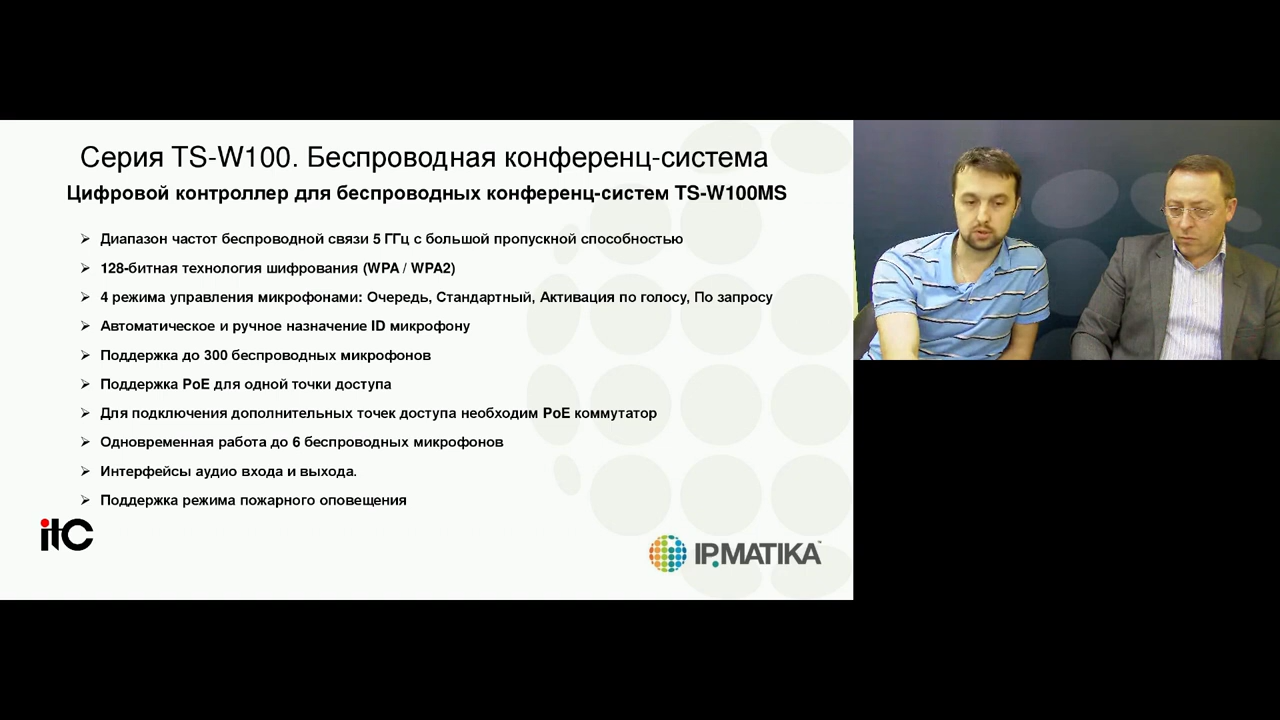 Серия TS-W100. Беспроводная конференц-система
Цифровой контроллер для беспроводных конференц-систем TS-W100MS
Диапазон частот беспроводной связи 5 ГГц с большой пропускной способностью
128-битная технология шифрования (WPA / WPA2)
4 режима управления микрофонами: Очередь, Стандартный, Активация по голосу, По запросу
Автоматическое и ручное назначение ID микрофону
Поддержка до 300 беспроводных микрофонов
Поддержка PoE для одной точки доступа
Для подключения дополнительных точек доступа необходим PoE коммутатор
Одновременная работа до 6 беспроводных микрофонов
Интерфейсы аудио входа и выхода.
Поддержка режима пожарного оповещения
itC
IP.MATIKA™